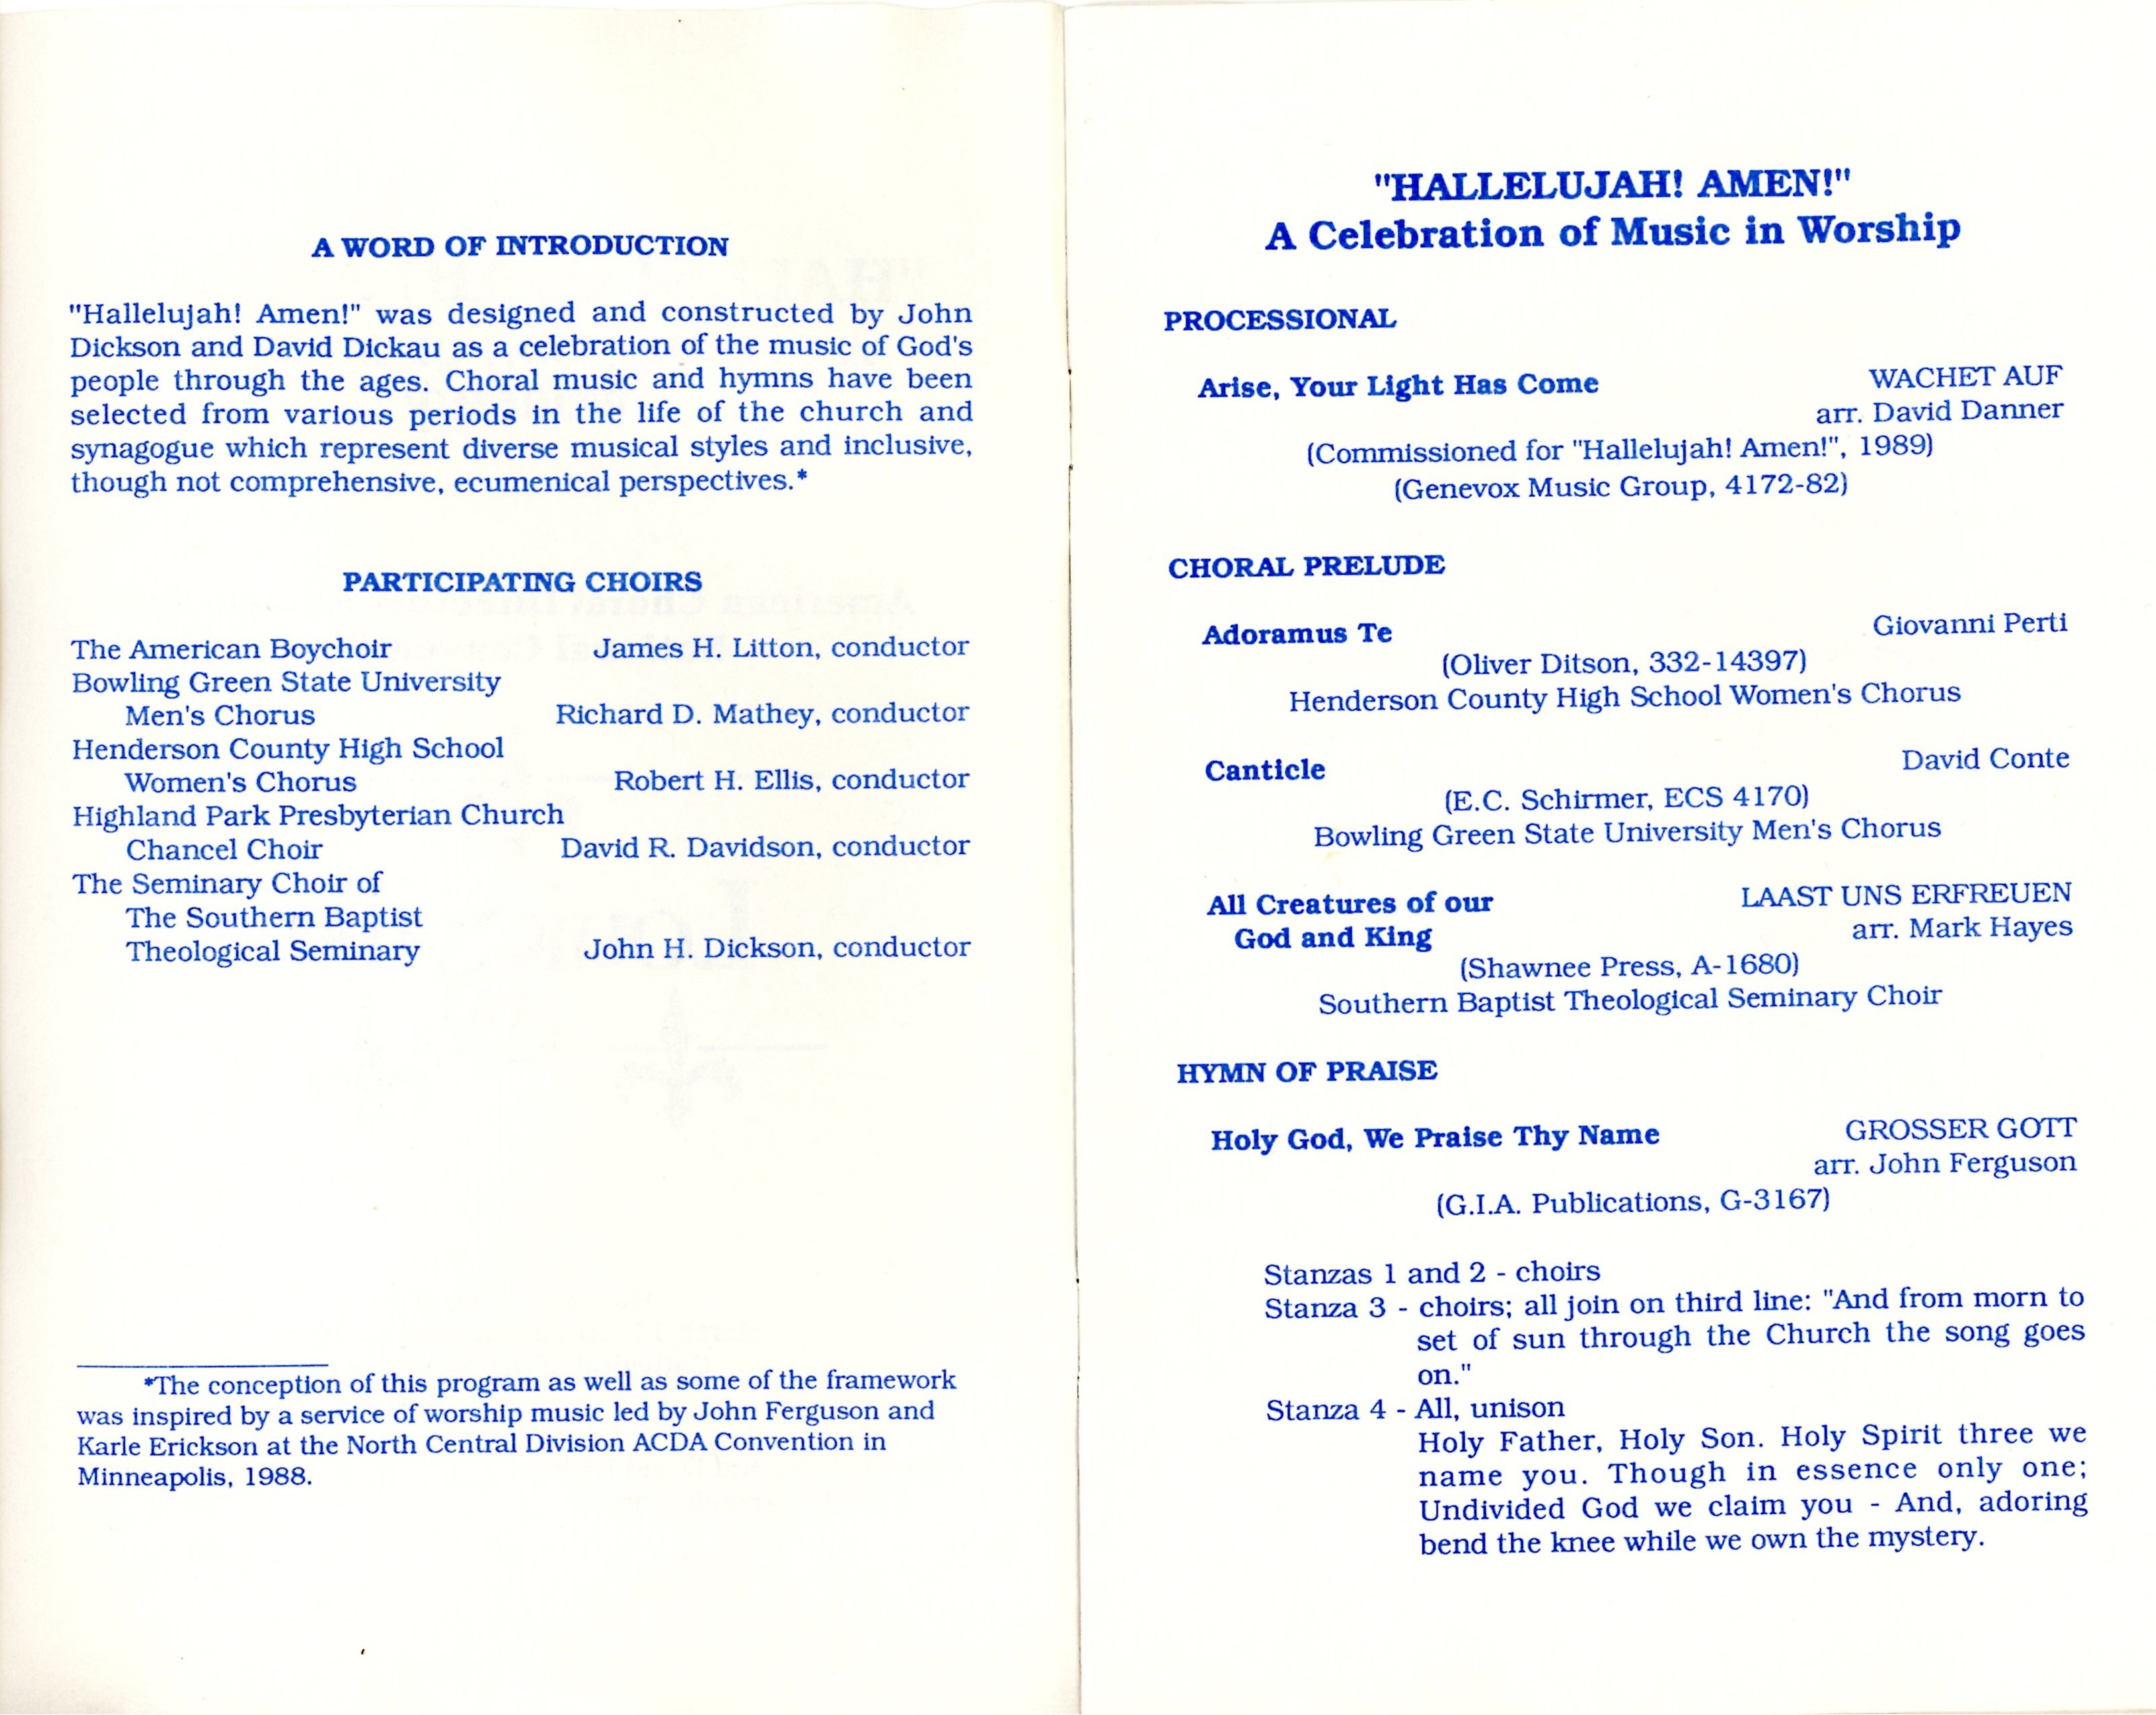 A WORD OF INTRODUCTION
"Hallelujah! Amen!" was designed and constructed by John
Dickson and David Dickau as a celebration of the music of God's
people through the ages. Choral music and hymns have been
selected from various periods in the life of the church and
synagogue which represent diverse musical styles and inclusive,
though not comprehensive, ecumenical perspectives.*
PARTICIPATING CHOIRS
The American Boychoir James H. Litton, conductor
Bowling Green State University
Men's Chorus Richard D. Mathey, conductor
Henderson County High School
Women's Chorus Robert H. Ellis, conductor
Highland Park Presbyterian Church
Chancel Choir David R. Davidson, conductor
The Seminary Choir of
The Southern Baptist
Theological Seminary John H. Dickson, conductor
*The conception of this program as well as some of the framework
was inspired by a service of worship music led by John Ferguson and
Karle Erickson at the North Central Division ACDA Convention in
Minneapolis, 1988.
"HALLELUJAH! AMEN!"
A Celebration of Music in Worship
PROCESSIONAL
Arise, Your Light Has Come WACHET AUF
arr. David Danner
(Commissioned for "Hallelujah! Amen!", 1989)
(Genevox Music Group, 4172-82)
CHORAL PRELUDE
Adoramus Te Giovanni Perti
(Oliver Ditson, 332-14397)
Henderson County High School Women's Chorus
Canticle David Conte
(E.C. Schirmer, ECS 4170)
Bowling Green State University Men's Chorus
All Creatures of our LAAST UNS ERFREUEN
God and King arr. Mark Hayes
(Shawnee Press, A-1680)
Southern Baptist Theological Seminary Choir
HYMN OF PRAISE
Holy God, We Praise Thy Name GROSSER GOTT
arr. John Ferguson
(G.I.A. Publications, G-3167)
Stanzas 1 and 2 - choirs
Stanza 3 - choirs; all join on third line: "And from morn to
set of sun through the Church the song goes
on."
Stanza 4 - All, unison
Holy Father, Holy Son. Holy Spirit three we
name you. Though in essence only one;
Undivided God we claim you - And, adoring
bend the knee while we own the mystery.